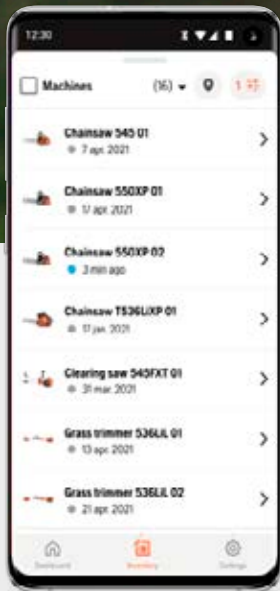 12:30
Machines (16) 1
Chainsaw 545 01
7 apr. 2021
Chainsaw 550XP 01
17 apr. 2021
Chainsaw 550XP 02
3 min ago
Chainsaw T536LiXP 01
17 jan. 2021
Clearing saw 545FXT 01
31 mar. 2021
Grass trimmer 536LiL 01
13 apr. 2021
Grass trimmer 536LiL 02
21 apr. 2021
Dashboard Inventory Settings